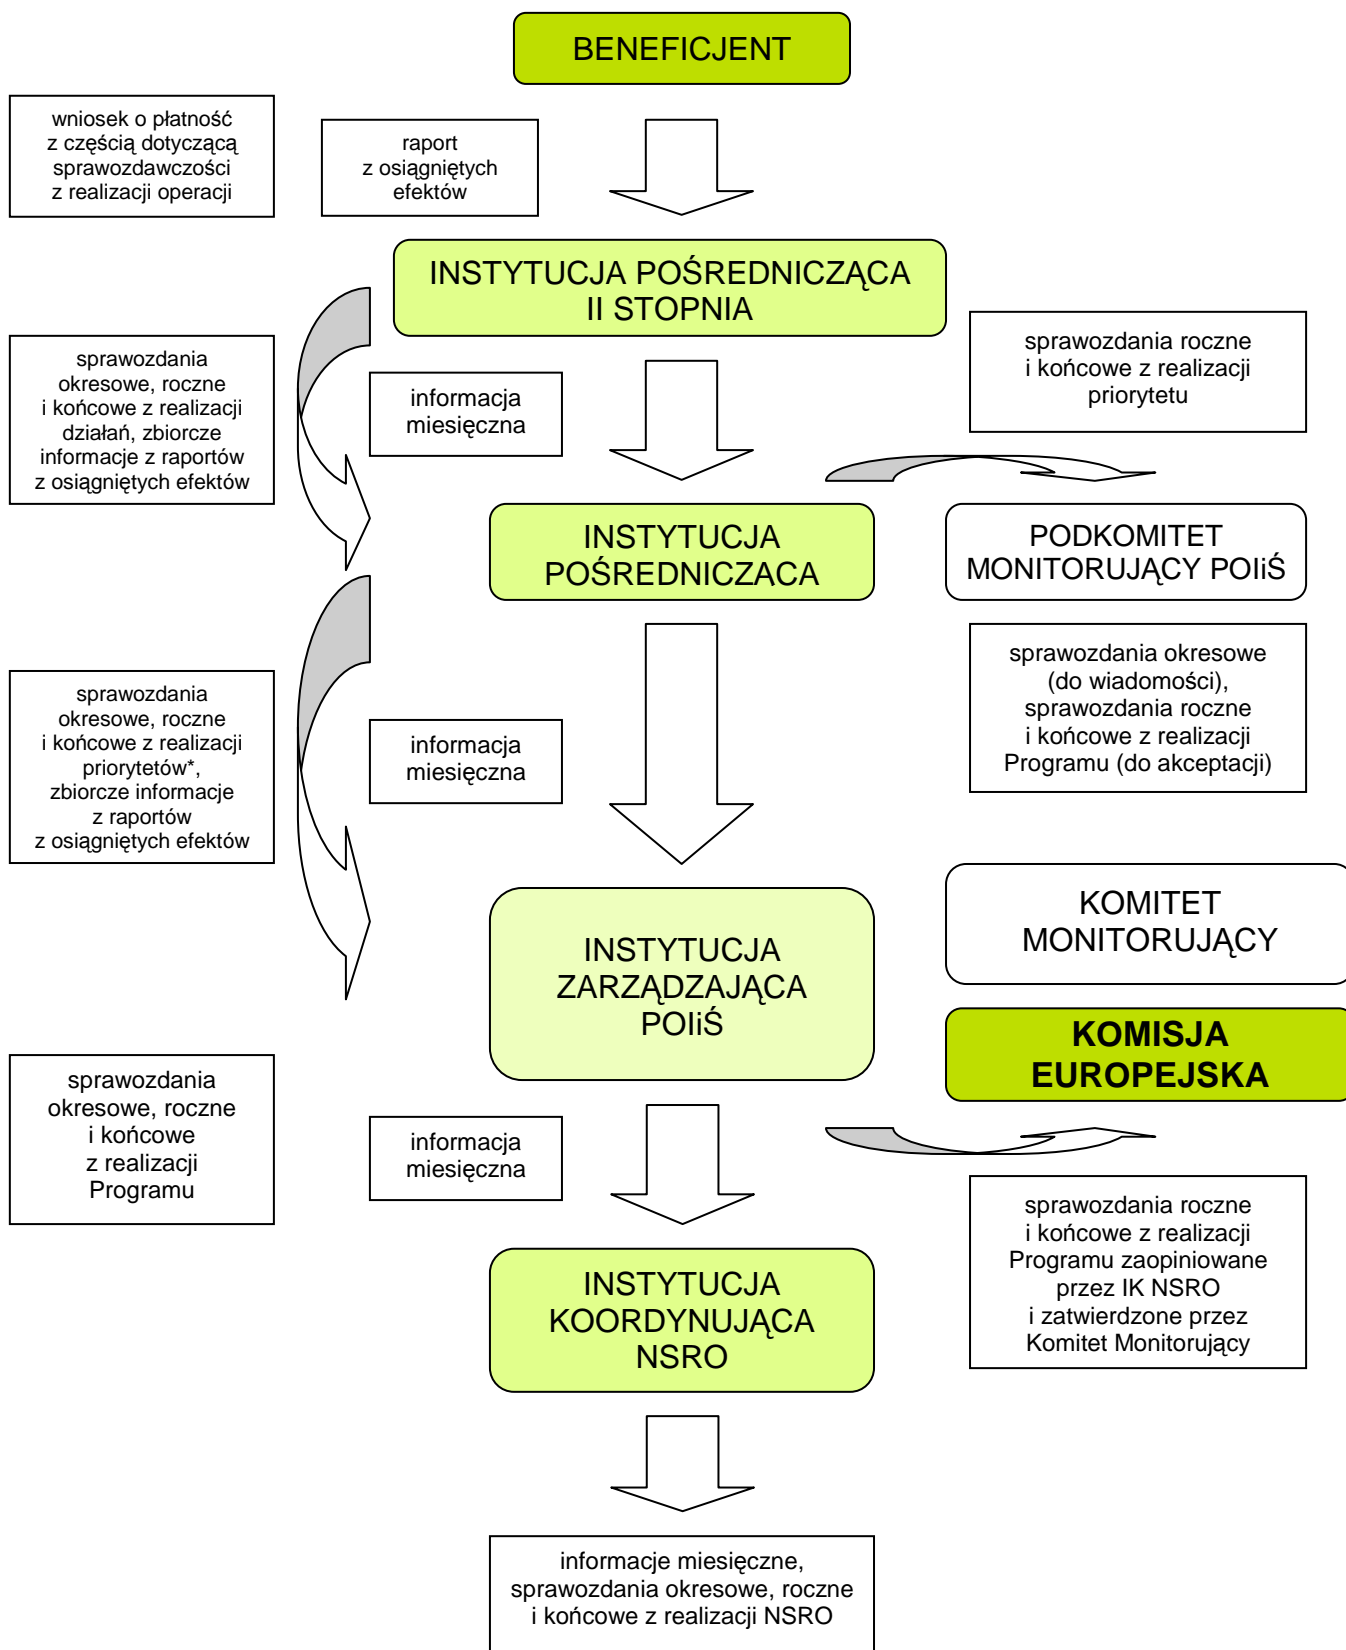 BENEFICJENT
wniosek o płatność
z częścią dotyczącą
sprawozdawczości
z realizacji operacji
raport
z osiągniętych
efektów
INSTYTUCJA POŚREDNICZĄCA
II STOPNIA
sprawozdania
okresowe, roczne
i końcowe z realizacji
działań, zbiorcze
informacje z raportów
z osiągniętych efektów
informacja
miesięczna
sprawozdania roczne
i końcowe z realizacji
priorytetu
INSTYTUCJA
POŚREDNICZACA
PODKOMITET
MONITORUJĄCY POIiŚ
sprawozdania okresowe
(do wiadomości),
sprawozdania roczne
i końcowe z realizacji
Programu (do akceptacji)
sprawozdania
okresowe, roczne
i końcowe z realizacji
priorytetów*,
zbiorcze informacje
z raportów
z osiągniętych efektów
informacja
miesięczna
KOMITET
MONITORUJĄCY
INSTYTUCJA
ZARZĄDZAJĄCA
POIiŚ
KOMISJA
EUROPEJSKA
sprawozdania
okresowe, roczne
i końcowe
z realizacji
Programu
informacja
miesięczna
sprawozdania roczne
i końcowe z realizacji
Programu zaopiniowane
przez IK NSRO
i zatwierdzone przez
Komitet Monitorujący
INSTYTUCJA
KOORDYNUJĄCA
NSRO
informacje miesięczne,
sprawozdania okresowe, roczne
i końcowe z realizacji NSRO